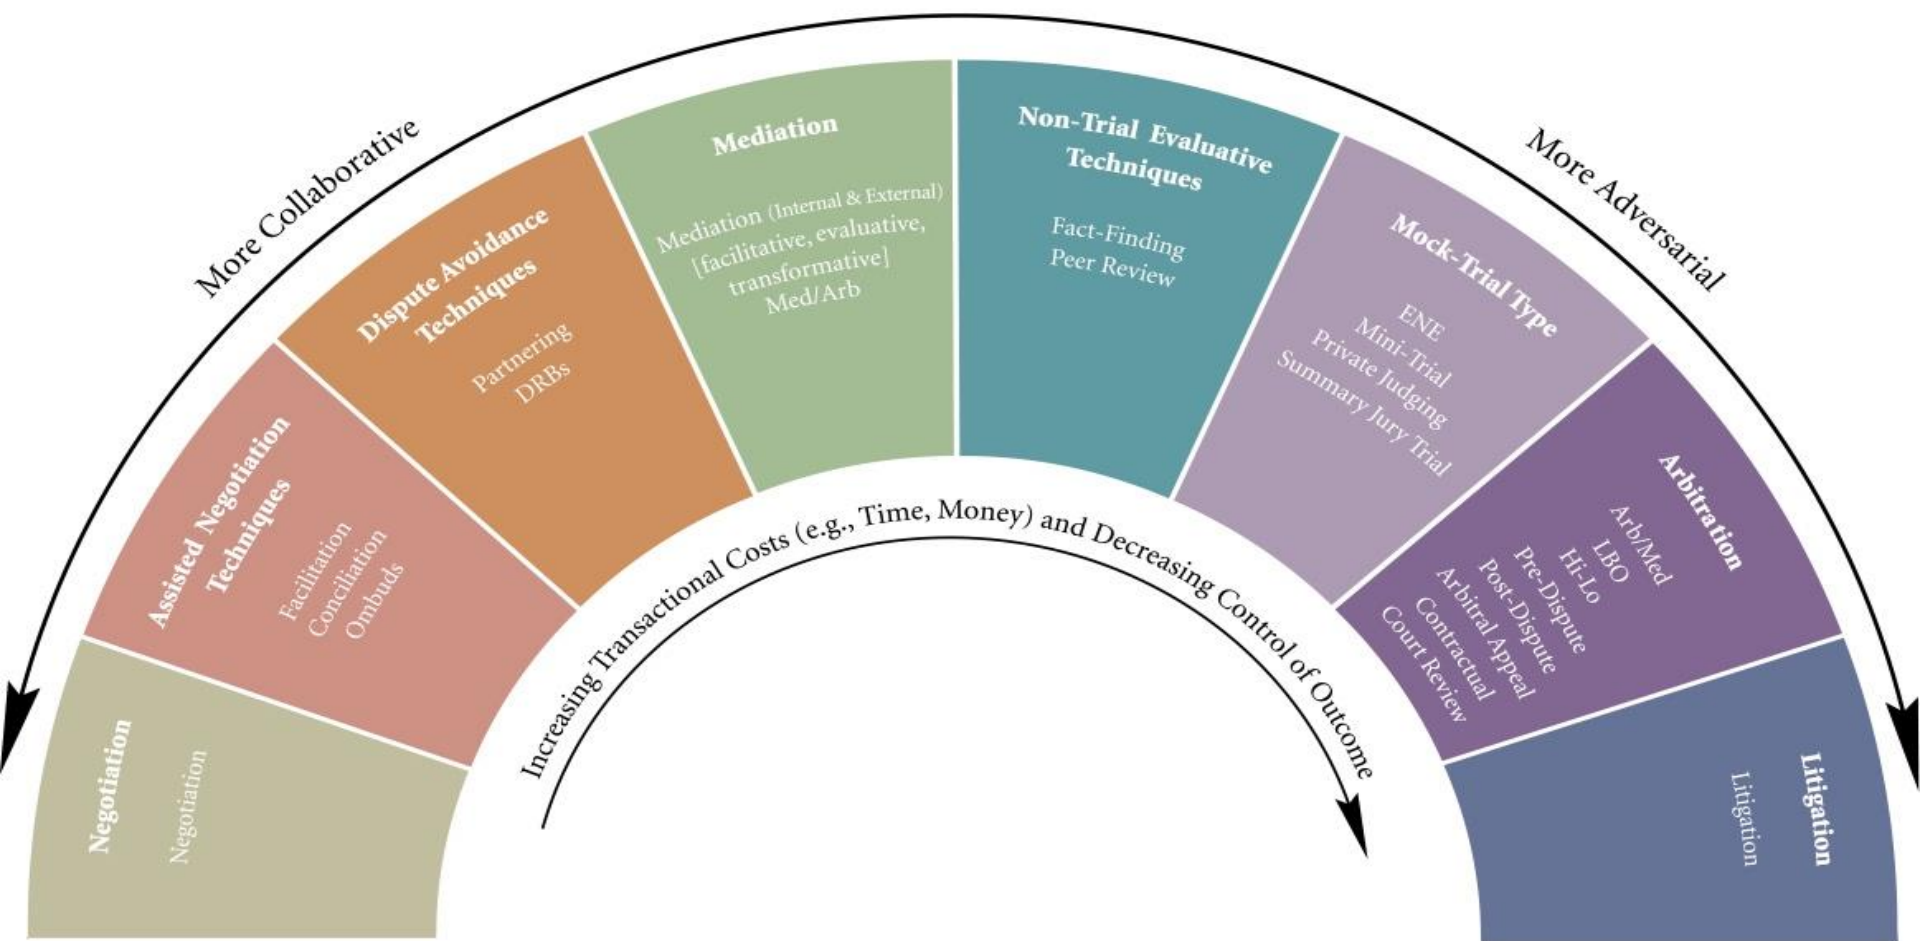 More Collaborative
More Adversarial
Negotiation
Negotiation
Assisted Negotiation
Techniques
Facilitation
Conciliation
Ombuds
Dispute Avoidance
Techniques
Partnering
DRBs
Mediation
Mediation (Internal & External)
[facilitative, evaluative,
transformative]
Med/Arb
Non-Trial Evaluative
Techniques
Fact-Finding
Peer Review
Mock-Trial Type
ENE
Mini-Trial
Private Judging
Summary Jury Trial
Arbitration
Arb/Med
LBO
Hi-Lo
Pre-Dispute
Post-Dispute
Arbitral Appeal
Contractual
Court Review
Litigation
Litigation
Increasing Transactional Costs (e.g., Time, Money) and Decreasing Control of Outcome